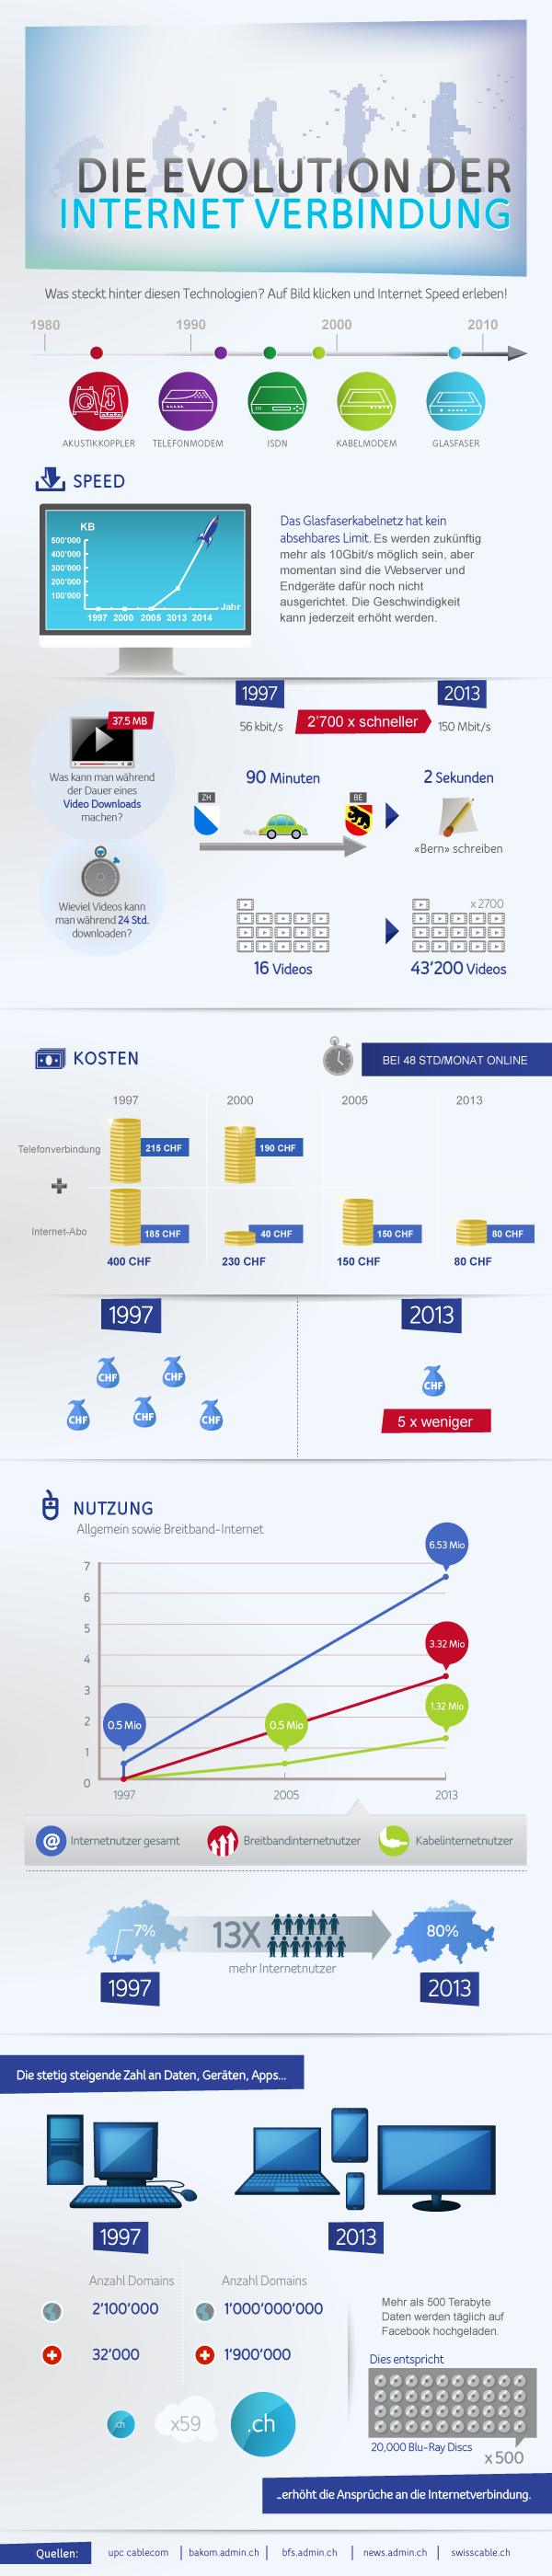 DIE EVOLUTION DER
INTERNET VERBINDUNG
Was steckt hinter diesen Technologien? Auf Bild klicken und Internet Speed erleben!
1980
1990
2000
2010
AKUSTIKKOPPLER
TELEFONMODEM
ISDN
KABELMODEM
GLASFASER
SPEED
KB
500'000
400'000
300'000
200'000
100'000
Jahr
1997 2000 2005 2013 2014
Das Glasfaserkabelnetz hat kein
absehbares Limit. Es werden zukünftig
mehr als 10Gbit/s möglich sein, aber
momentan sind die Webserver und
Endgeräte dafür noch nicht
ausgerichtet. Die Geschwindigkeit
kann jederzeit erhöht werden.
1997
2013
56 kbit/s
2'700 x schneller
150 Mbit/s
37.5 MB
Was kann man während
der Dauer eines
Video Downloads
machen?
90 Minuten
2 Sekunden
ZH
BE
«Bern» schreiben
Wieviel Videos kann
man während 24 Std.
downloaden?
x 2700
16 Videos
43'200 Videos
KOSTEN
BEI 48 STD/MONAT ONLINE
1997
2000
2005
2013
Telefonverbindung
215 CHF
190 CHF
Internet-Abo
185 CHF
40 CHF
150 CHF
80 CHF
400 CHF
230 CHF
150 CHF
80 CHF
1997
2013
CHF
CHF
CHF
CHF
CHF
CHF
5 x weniger
NUTZUNG
Allgemein sowie Breitband-Internet
7
6
5
4
3
2
1
0
6.53 Mio
3.32 Mio
1.32 Mio
0.5 Mio
0.5 Mio
1997
2005
2013
@ Internetnutzer gesamt
Breitbandinternetnutzer
Kabelinternetnutzer
7%
13X
80%
mehr Internetnutzer
1997
2013
Die stetig steigende Zahl an Daten, Geräten, Apps...
1997
2013
Anzahl Domains
Anzahl Domains
2'100'000
1'000'000'000
32'000
1'900'000
.ch
x59
.ch
Mehr als 500 Terabyte
Daten werden täglich auf
Facebook hochgeladen.
Dies entspricht
20,000 Blu-Ray Discs
x 500
...erhöht die Ansprüche an die Internetverbindung.
Quellen:
upc cablecom | bakom.admin.ch | bfs.admin.ch | news.admin.ch | swisscable.ch